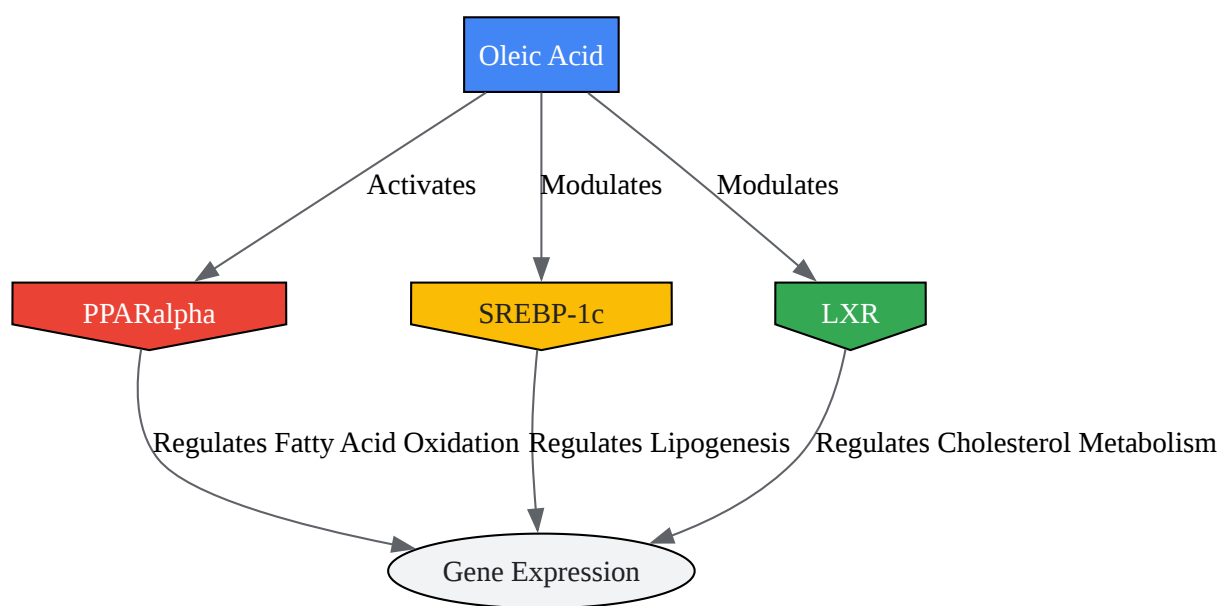 Oleic Acid
Activates
Modulates
Modulates
PPARalpha
SREBP-1c
LXR
Regulates Fatty Acid Oxidation
Regulates Lipogenesis
Regulates Cholesterol Metabolism
Gene Expression